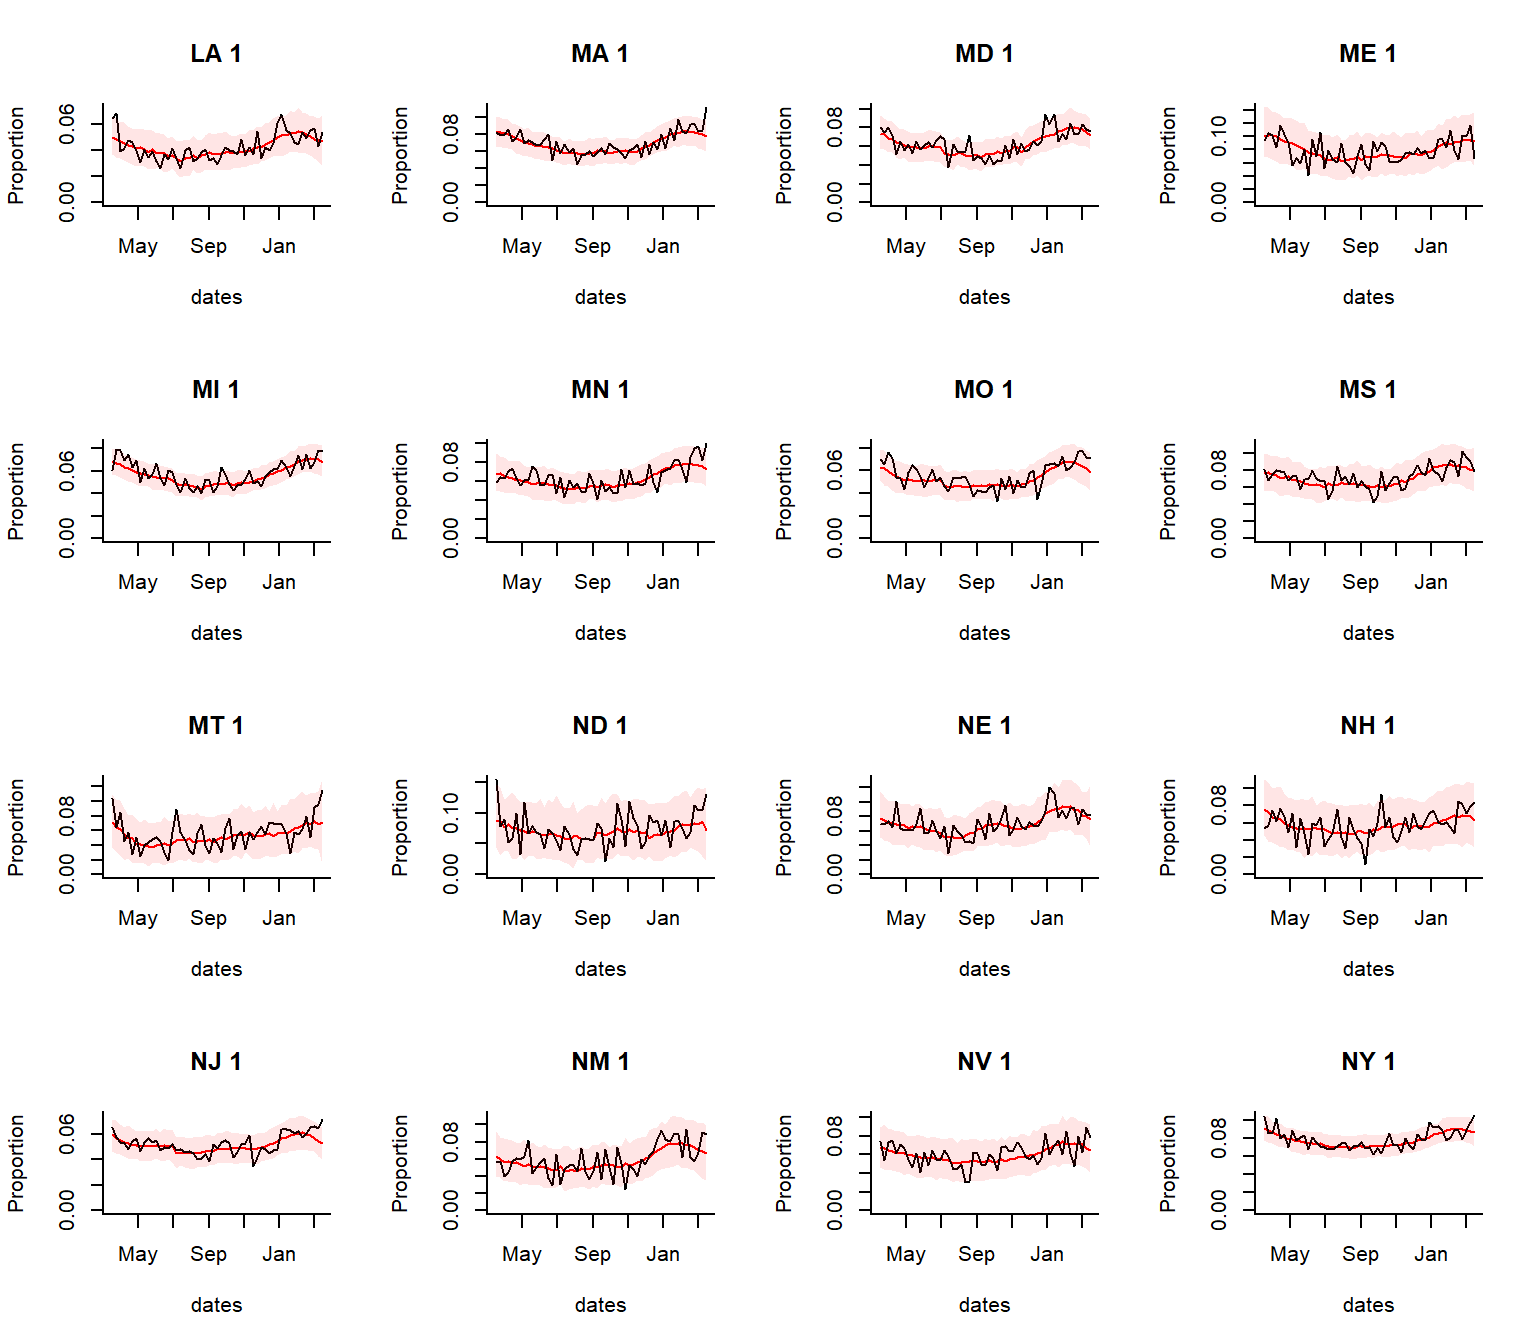 LA 1
MA 1
MD 1
ME 1
Proportion
0.00 0.06
Proportion
0.00 0.08
Proportion
0.00 0.08
Proportion
0.00 0.10
May Sep Jan
May Sep Jan
May Sep Jan
May Sep Jan
dates
dates
dates
dates
MI 1
MN 1
MO 1
MS 1
Proportion
0.00 0.06
Proportion
0.00 0.08
Proportion
0.00 0.06
Proportion
0.00 0.08
May Sep Jan
May Sep Jan
May Sep Jan
May Sep Jan
dates
dates
dates
dates
MT 1
ND 1
NE 1
NH 1
Proportion
0.00 0.08
Proportion
0.00 0.10
Proportion
0.00 0.08
Proportion
0.00 0.08
May Sep Jan
May Sep Jan
May Sep Jan
May Sep Jan
dates
dates
dates
dates
NJ 1
NM 1
NV 1
NY 1
Proportion
0.00 0.06
Proportion
0.00 0.08
Proportion
0.00 0.08
Proportion
0.00 0.08
May Sep Jan
May Sep Jan
May Sep Jan
May Sep Jan
dates
dates
dates
dates